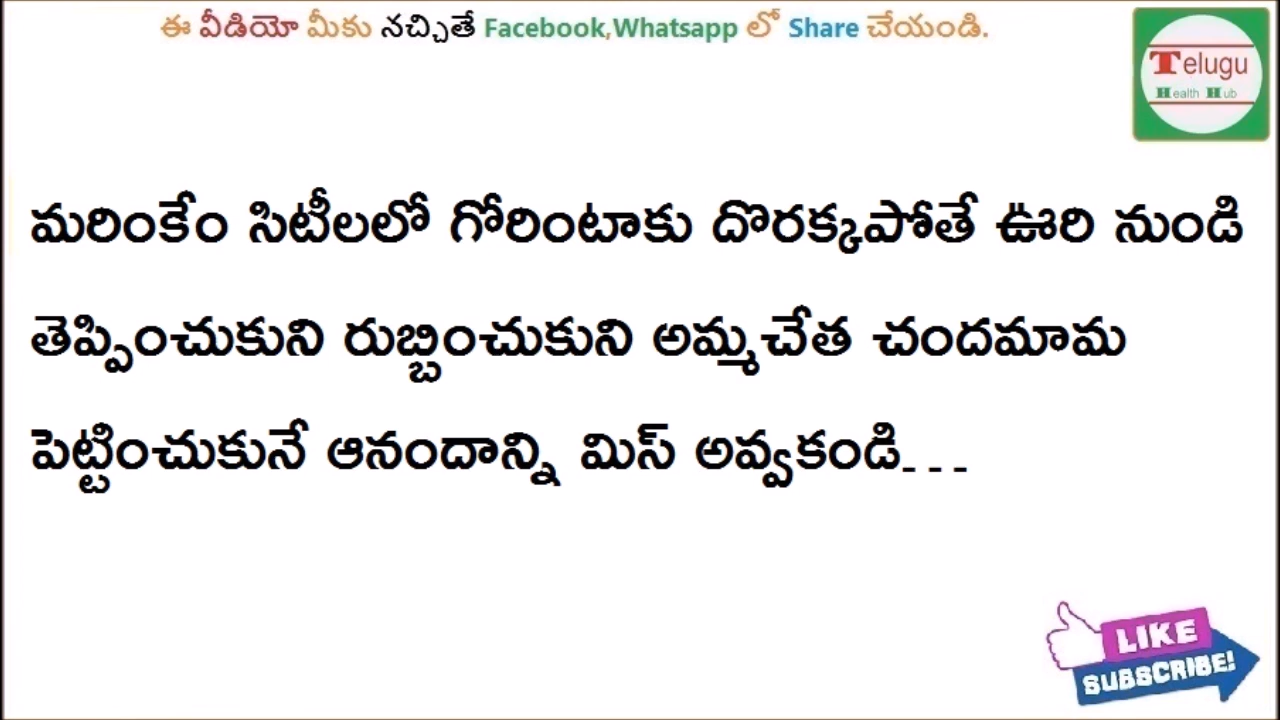 ఈ వీడియో మీకు నచ్చితే Facebook,Whatsapp లో Share చేయండి.
Telugu
Health Hub
మరింకేం సిటీలలో గోరింటాకు దొరక్కపోతే ఊరి నుండి
తెప్పించుకుని రుబ్బించుకుని అమ్మచేత చందమామ
పెట్టించుకునే ఆనందాన్ని మిస్ అవ్వకండి...
LIKE
SUBSCRIBE!